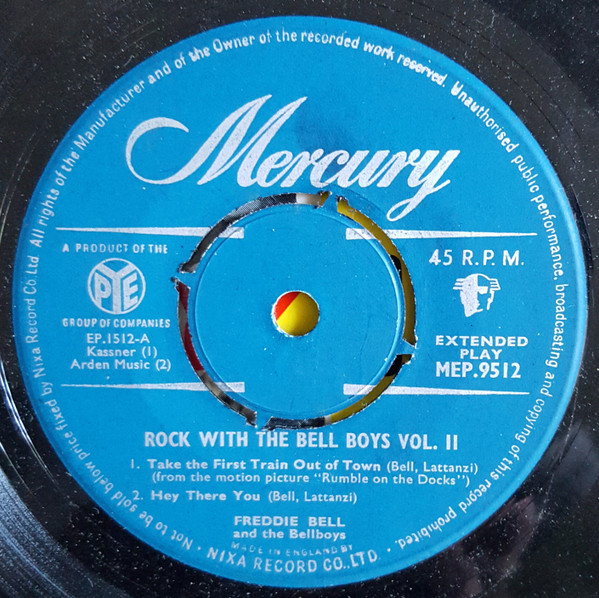 Not to be sold below price fixed by Nixa Record Co. Ltd. All rights of the Manufacturer and of the Owner of the recorded work reserved. Unauthorised public performance, broadcasting and copying of this record prohibited.
Mercury
A PRODUCT OF THE
PYE
GROUP OF COMPANIES
EP.1512-A
Kassner (1)
Arden Music (2)
45 R.P.M.
EXTENDED
PLAY
MEP.9512
ROCK WITH THE BELL BOYS VOL. II
1. Take the First Train Out of Town (Bell, Lattanzi)
(from the motion picture "Rumble on the Docks")
2. Hey There You (Bell, Lattanzi)
FREDDIE BELL
and the Bellboys
MADE IN ENGLAND BY
NIXA RECORD CO., LTD.